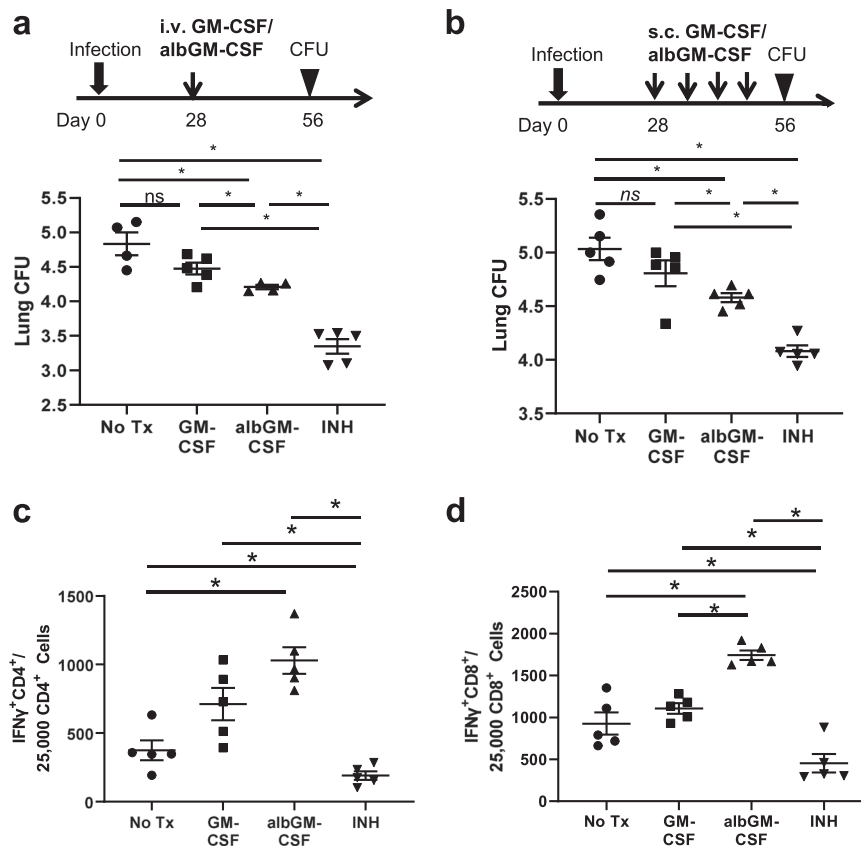 a
i.v. GM-CSF/
Infection albGM-CSF CFU
Day 0 28 56
*
*
ns * *
*
Lung CFU
5.5
5.0
4.5
4.0
3.5
3.0
2.5
No Tx GM- albGM- INH
CSF CSF
b
s.c. GM-CSF/
Infection albGM-CSF CFU
Day 0 28 56
*
*
ns * *
*
Lung CFU
5.5
5.0
4.5
4.0
3.5
No Tx GM- albGM- INH
CSF CSF
c
*
*
*
*
IFNγ+CD4+/
25,000 CD4+ Cells
1500
1000
500
0
No Tx GM- albGM- INH
CSF CSF
d
*
*
*
*
*
IFNγ+CD8+/
25,000 CD8+ Cells
2500
2000
1500
1000
500
0
No Tx GM- albGM- INH
CSF CSF